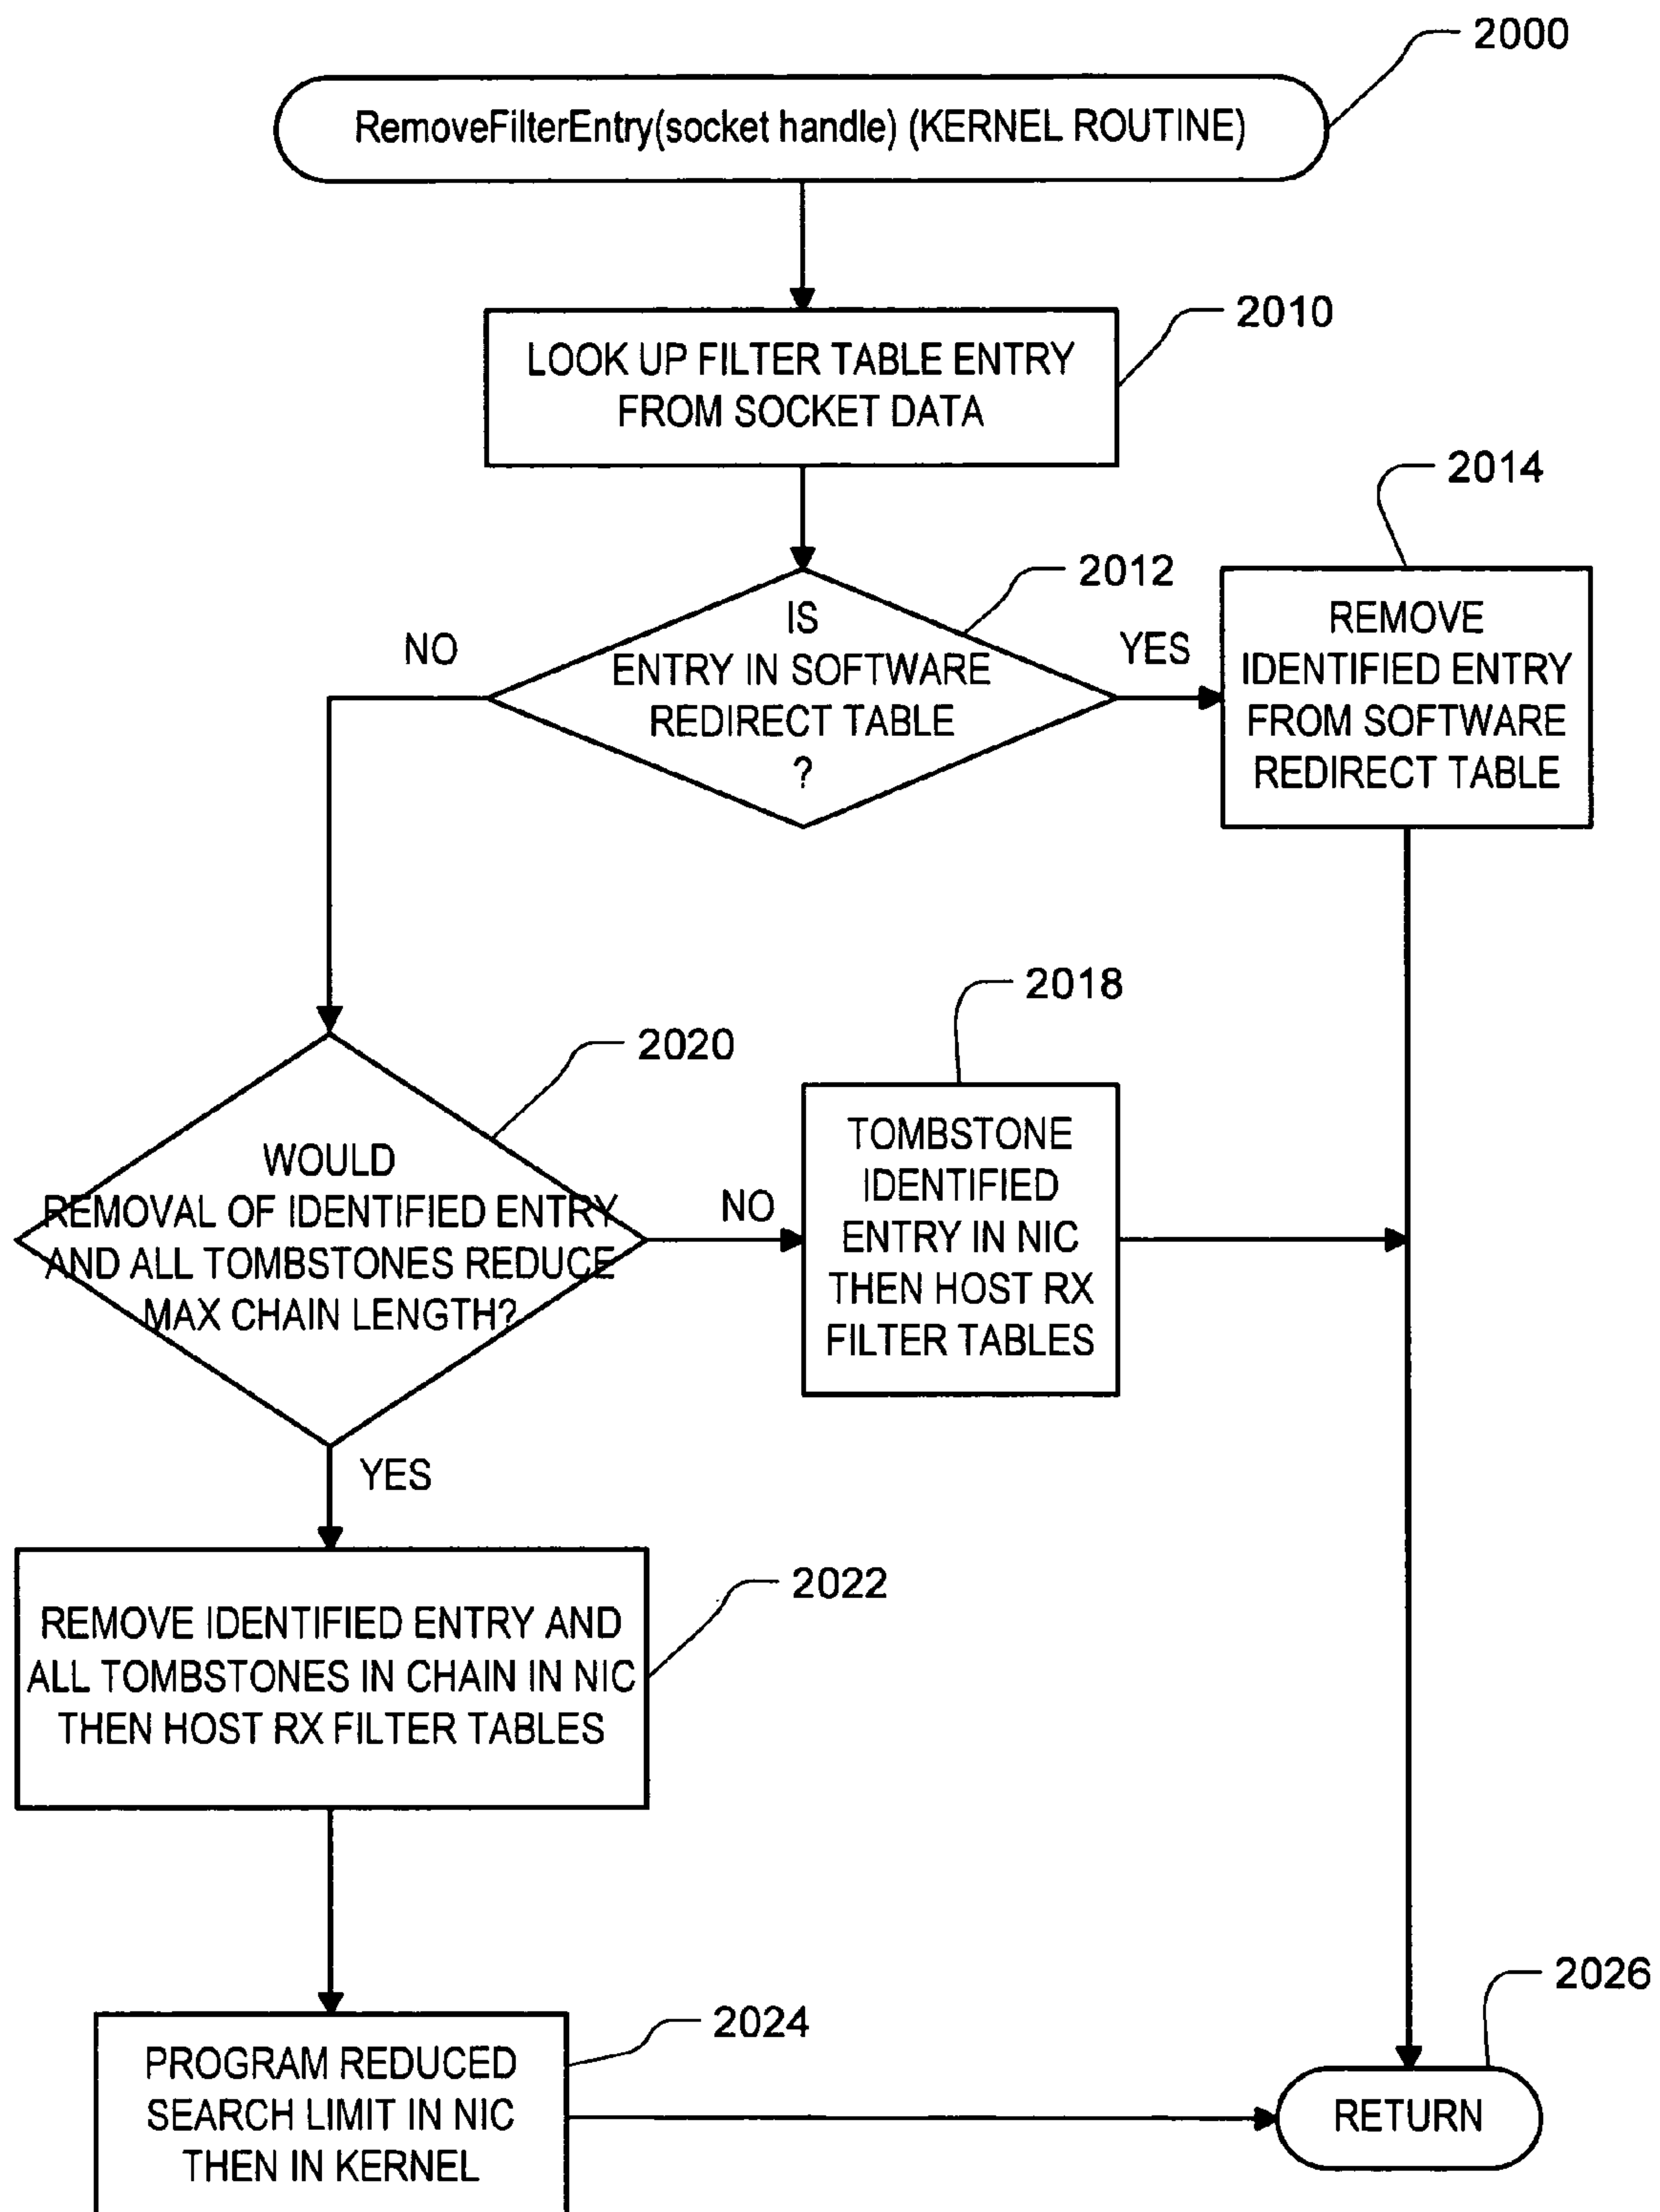 2000
RemoveFilterEntry(socket handle) (KERNEL ROUTINE)
2010
LOOK UP FILTER TABLE ENTRY
FROM SOCKET DATA
2014
2012
IS
ENTRY IN SOFTWARE
REDIRECT TABLE
?
NO
YES
REMOVE
IDENTIFIED ENTRY
FROM SOFTWARE
REDIRECT TABLE
2018
2020
WOULD
REMOVAL OF IDENTIFIED ENTRY
AND ALL TOMBSTONES REDUCE
MAX CHAIN LENGTH?
NO
TOMBSTONE
IDENTIFIED
ENTRY IN NIC
THEN HOST RX
FILTER TABLES
YES
2022
REMOVE IDENTIFIED ENTRY AND
ALL TOMBSTONES IN CHAIN IN NIC
THEN HOST RX FILTER TABLES
2026
2024
PROGRAM REDUCED
SEARCH LIMIT IN NIC
THEN IN KERNEL
RETURN